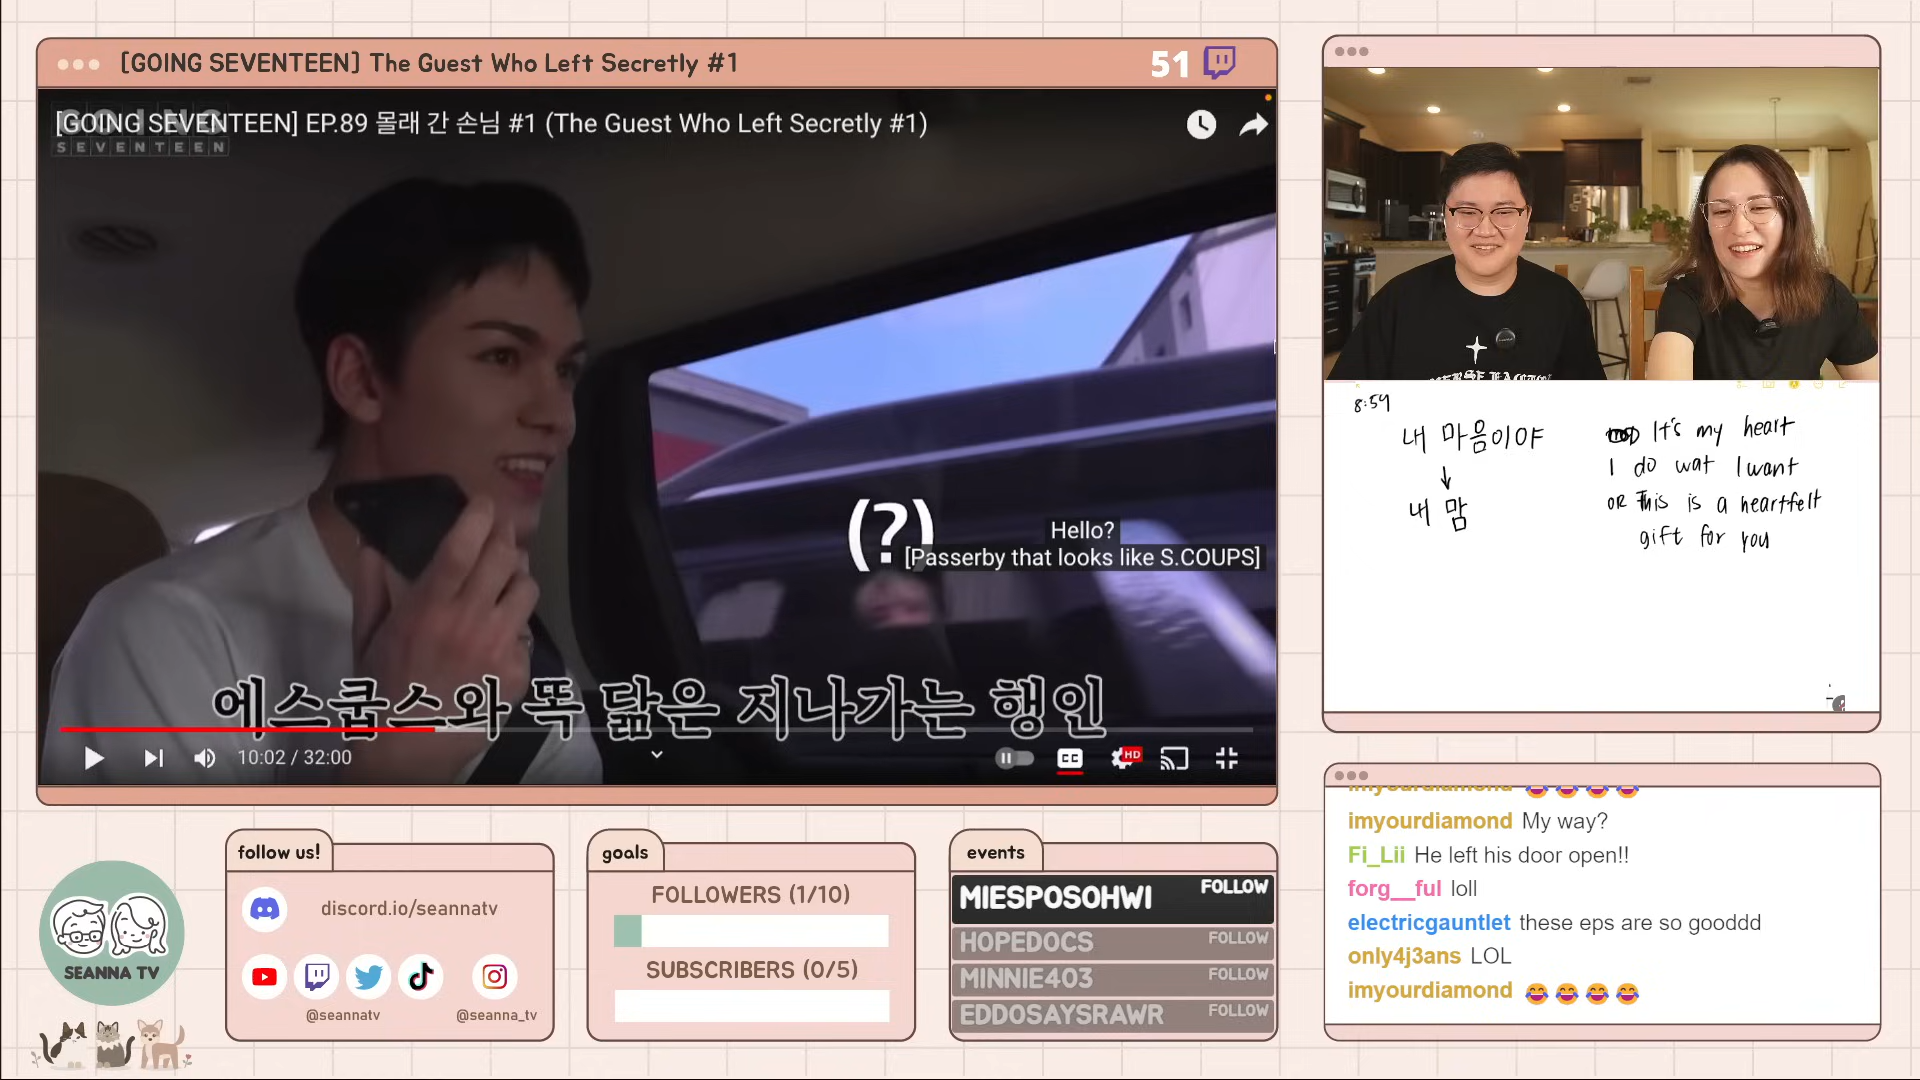 [GOING SEVENTEEN] The Guest Who Left Secretly #1
51
GOING
SEVENTEEN
[GOING SEVENTEEN] EP.89 몰래 간 손님 #1 (The Guest Who Left Secretly #1)
(?)
Hello?
[Passerby that looks like S.COUPS]
에스쿱스와 똑 닮은 지나가는 행인
10:02 / 32:00
CC
HD
8:59
내 마음이야
↓
내 맘
It's my heart
I do wat I want
OR This is a heartfelt
gift for you
follow us!
discord.io/seannatv
@seannatv
@seanna_tv
SEANNA TV
goals
FOLLOWERS (1/10)
SUBSCRIBERS (0/5)
events
MIESPOSOHWI FOLLOW
HOPEDOCS FOLLOW
MINNIE403 FOLLOW
EDDOSAYSRAWR FOLLOW
imyourdiamond 😂😂😂😂
imyourdiamond My way?
Fi_Lii He left his door open!!
forg__ful loll
electricgauntlet these eps are so gooddd
only4j3ans LOL
imyourdiamond 😂😂😂😂